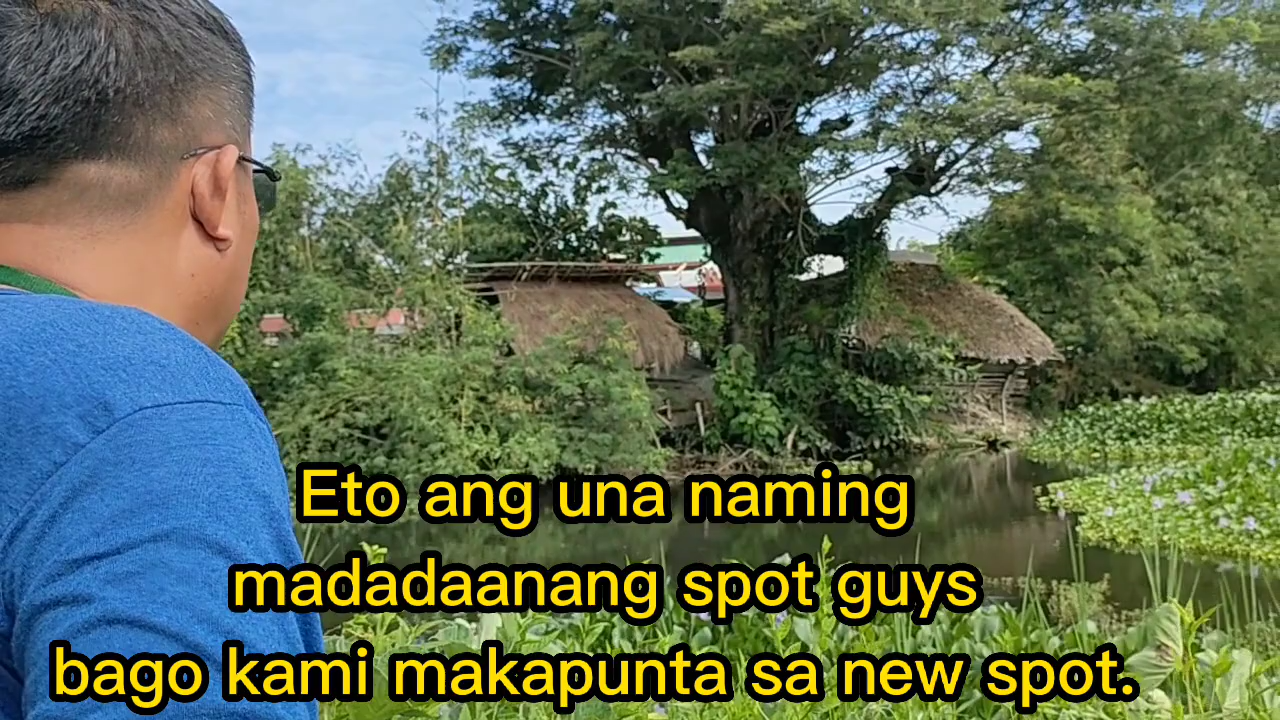 Eto ang una naming
madadaanang spot guys
bago kami makapunta sa new spot.